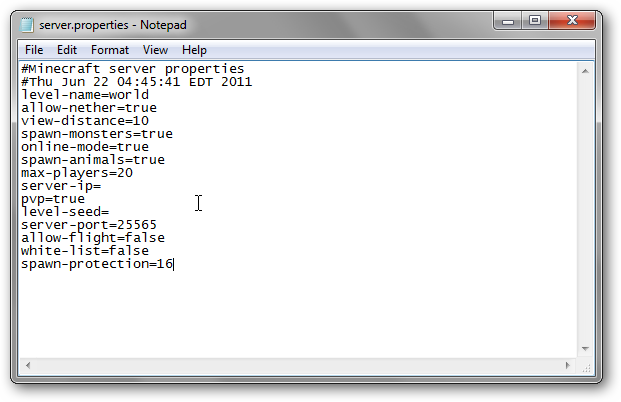 server.properties - Notepad
File Edit Format View Help
#Minecraft server properties
#Thu Jun 22 04:45:41 EDT 2011
level-name=world
allow-nether=true
view-distance=10
spawn-monsters=true
online-mode=true
spawn-animals=true
max-players=20
server-ip=
pvp=true
level-seed=
server-port=25565
allow-flight=false
white-list=false
spawn-protection=16